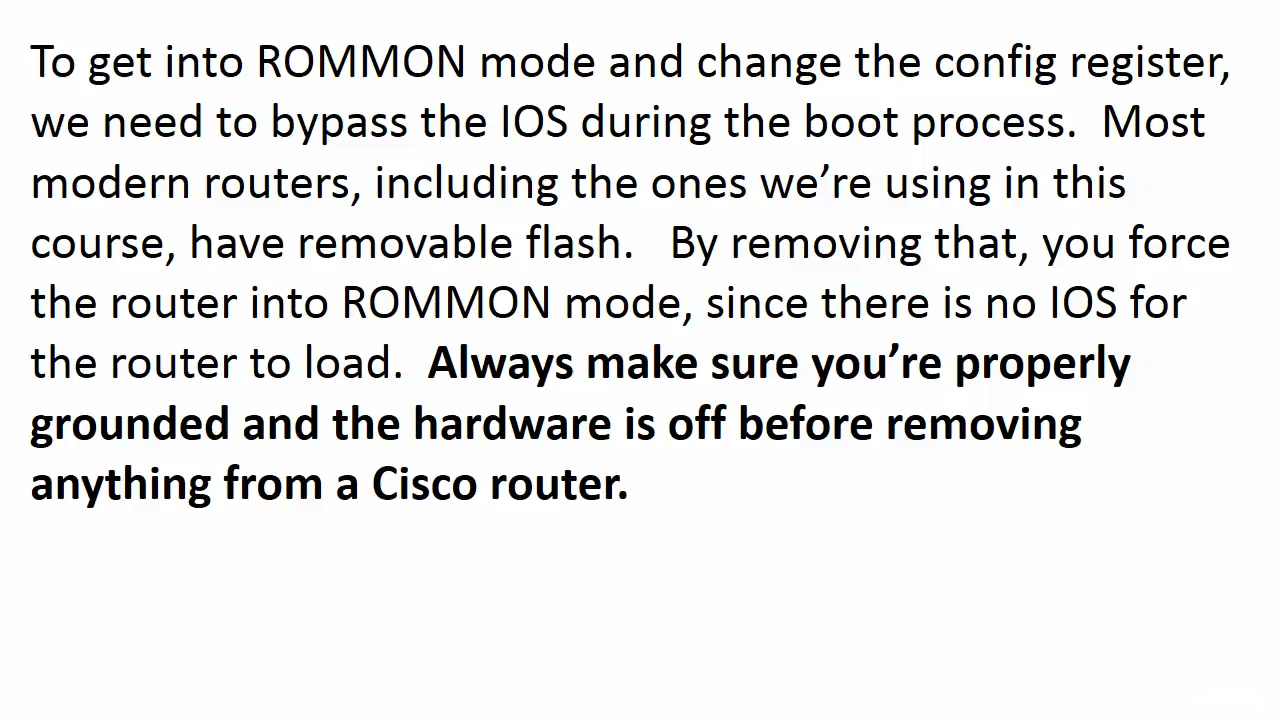 To get into ROMMON mode and change the config register,
we need to bypass the IOS during the boot process.  Most
modern routers, including the ones we’re using in this
course, have removable flash.   By removing that, you force
the router into ROMMON mode, since there is no IOS for
the router to load.  Always make sure you’re properly
grounded and the hardware is off before removing
anything from a Cisco router.